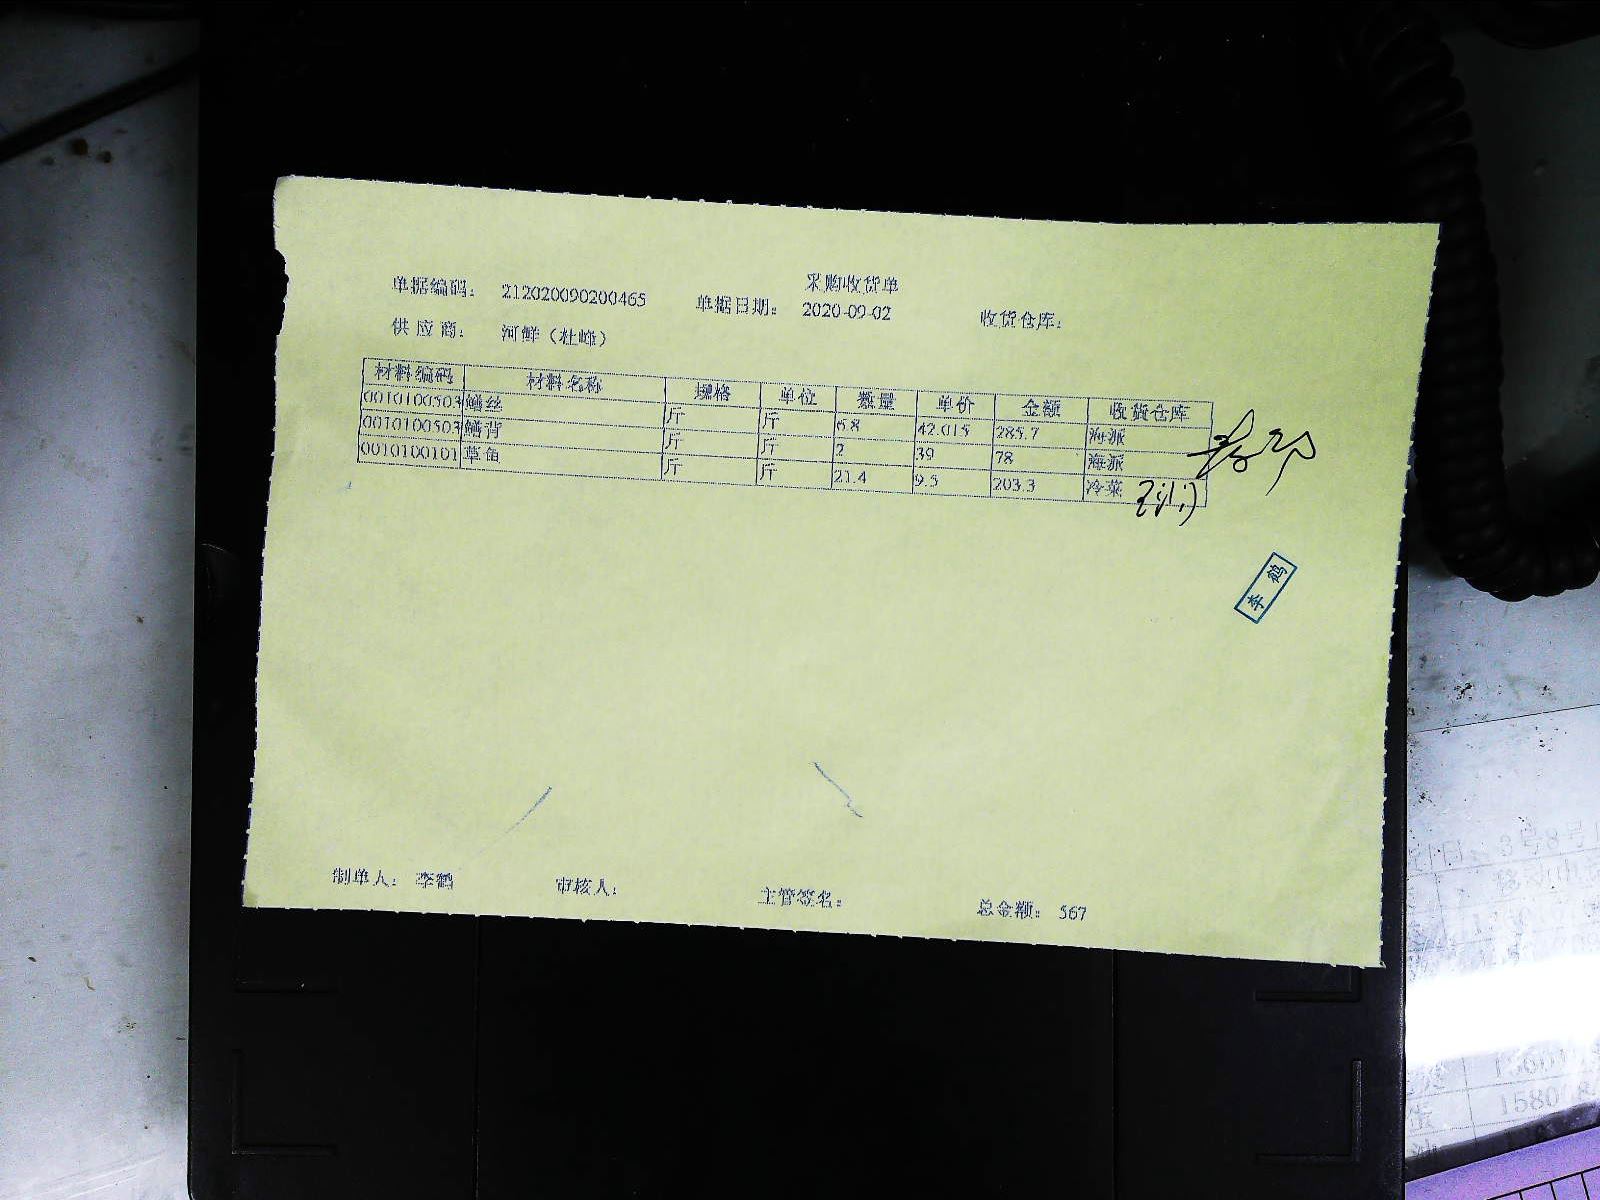 采购收货单
单据编码： 212020090200465 单据日期： 2020-09-02 收货仓库：
供应商： 河鲜（杜峰）
材料编码 材料名称 规格 单位 数量 单价 金额 收货仓库
0010100503 鳝丝 斤 斤 6.8 42.015 285.7 海派
0010100503 鳝背 斤 斤 2 39 78 海派
0010100101 草鱼 斤 斤 21.4 9.5 203.3 冷菜
李鹤
制单人： 李鹤 审核人： 主管签名： 总金额： 567